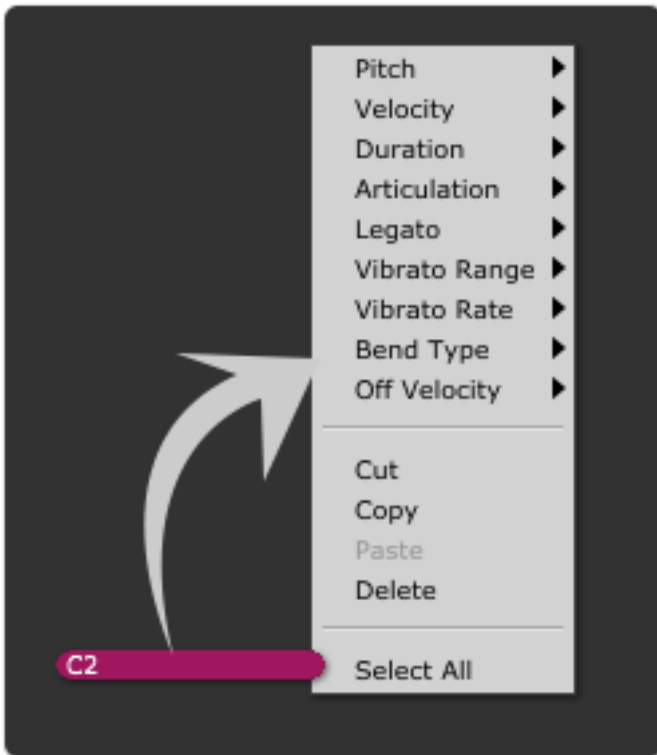 Pitch
Velocity
Duration
Articulation
Legato
Vibrato Range
Vibrato Rate
Bend Type
Off Velocity
Cut
Copy
Paste
Delete
C2
Select All